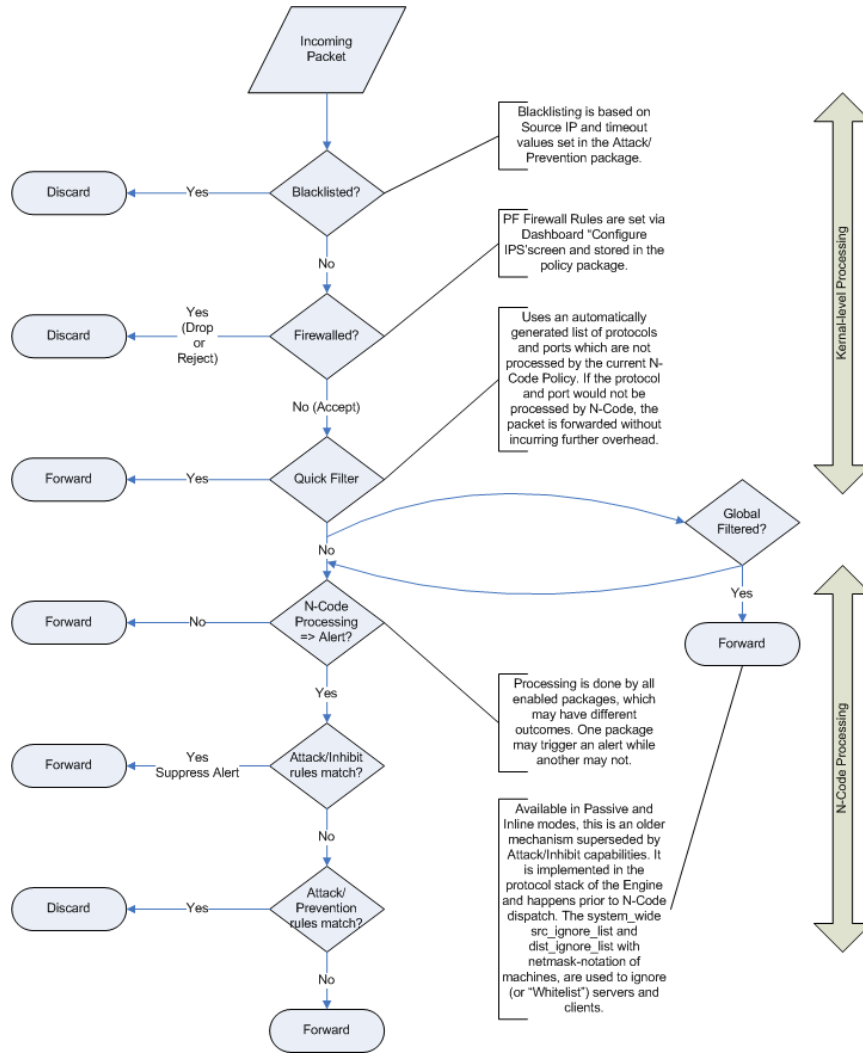 Incoming
Packet
Blacklisting is based on
Source IP and timeout
values set in the Attack/
Prevention package.
Discard
Yes
Blacklisted?
No
PF Firewall Rules are set via
Dashboard “Configure
IPS’screen and stored in the
policy package.
Discard
Yes
(Drop
or
Reject)
Firewalled?
No (Accept)
Uses an automatically
generated list of protocols
and ports which are not
processed by the current N-
Code Policy. If the protocol
and port would not be
processed by N-Code, the
packet is forwarded without
incurring further overhead.
Kernal-level Processing
Forward
Yes
Quick Filter
No
Global
Filtered?
Yes
Forward
Forward
No
N-Code
Processing
=> Alert?
Yes
Processing is done by all
enabled packages, which
may have different
outcomes. One package
may trigger an alert while
another may not.
N-Code Processing
Forward
Yes
Suppress Alert
Attack/Inhibit
rules match?
No
Available in Passive and
Inline modes, this is an older
mechanism superseded by
Attack/Inhibit capabilities. It
is implemented in the
protocol stack of the Engine
and happens prior to N-Code
dispatch. The system_wide
src_ignore_list and
dist_ignore_list with
netmask-notation of
machines, are used to ignore
(or “Whitelist”) servers and
clients.
Discard
Yes
Attack/
Prevention
rules match?
No
Forward